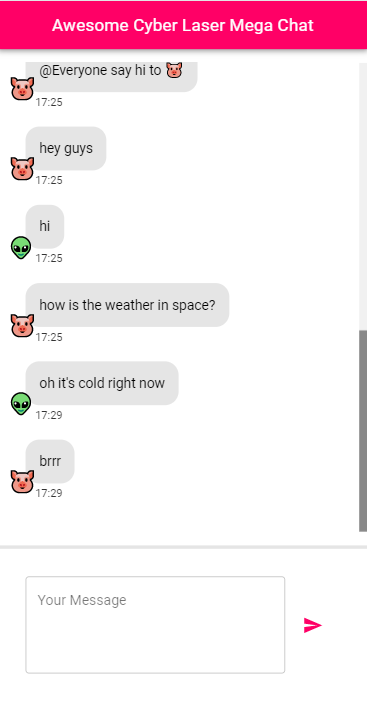 Awesome Cyber Laser Mega Chat
@Everyone say hi to 🐷
17:25
hey guys
17:25
hi
17:25
how is the weather in space?
17:25
oh it's cold right now
17:29
brrr
17:29
Your Message